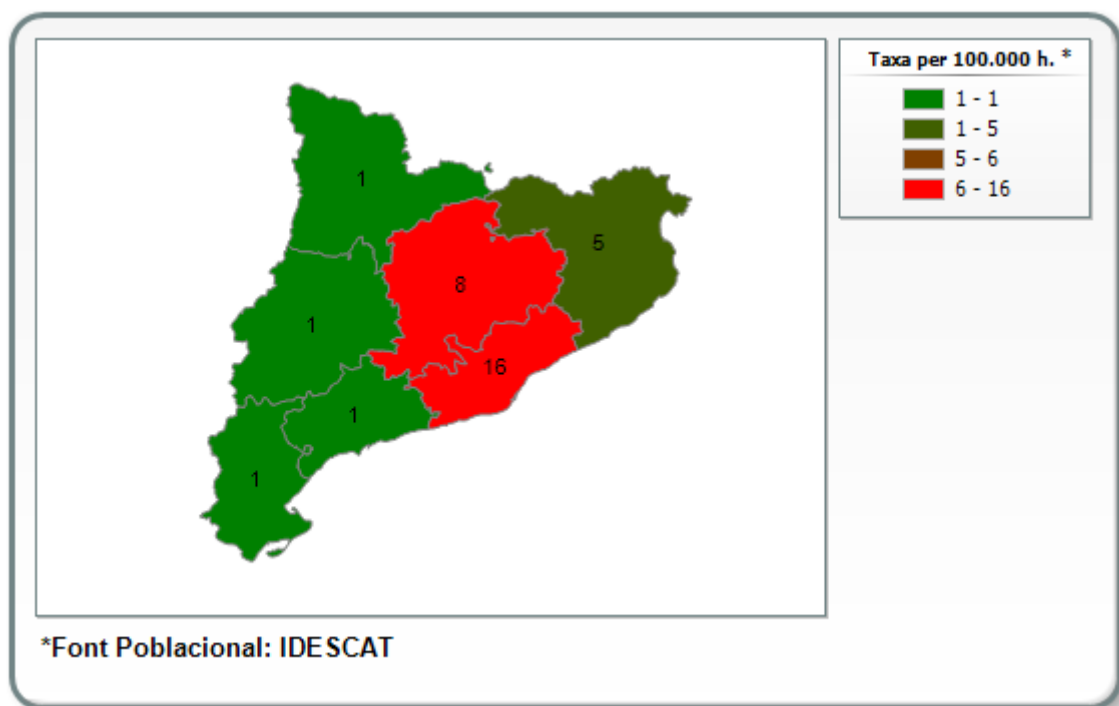 Taxa per 100.000 h. *
1 - 1
1 - 5
5 - 6
6 - 16
1
5
8
1
16
1
1
*Font Poblacional: IDESCAT